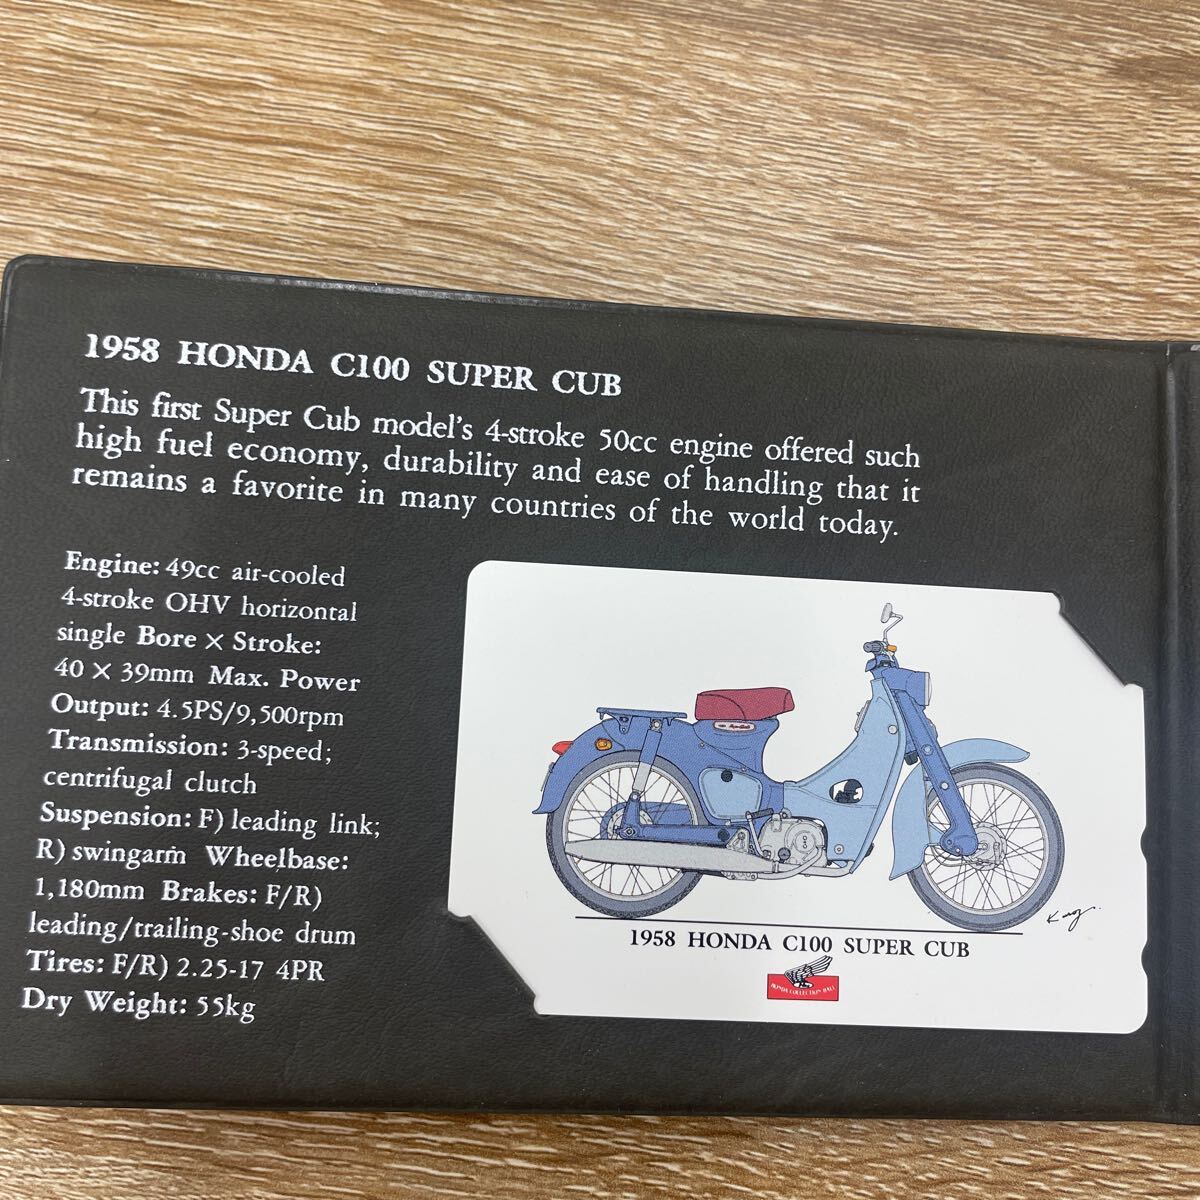 1958 HONDA C100 SUPER CUB
This first Super Cub model's 4-stroke 50cc engine offered such
high fuel economy, durability and ease of handling that it
remains a favorite in many countries of the world today.
Engine: 49cc air-cooled
4-stroke OHV horizontal
single Bore × Stroke:
40 × 39mm Max. Power
Output: 4.5PS/9,500rpm
Transmission: 3-speed;
centrifugal clutch
Suspension: F) leading link;
R) swingarm Wheelbase:
1,180mm Brakes: F/R)
leading/trailing-shoe drum
Tires: F/R) 2.25-17 4PR
Dry Weight: 55kg
1958 HONDA C100 SUPER CUB
HONDA COLLECTION HALL